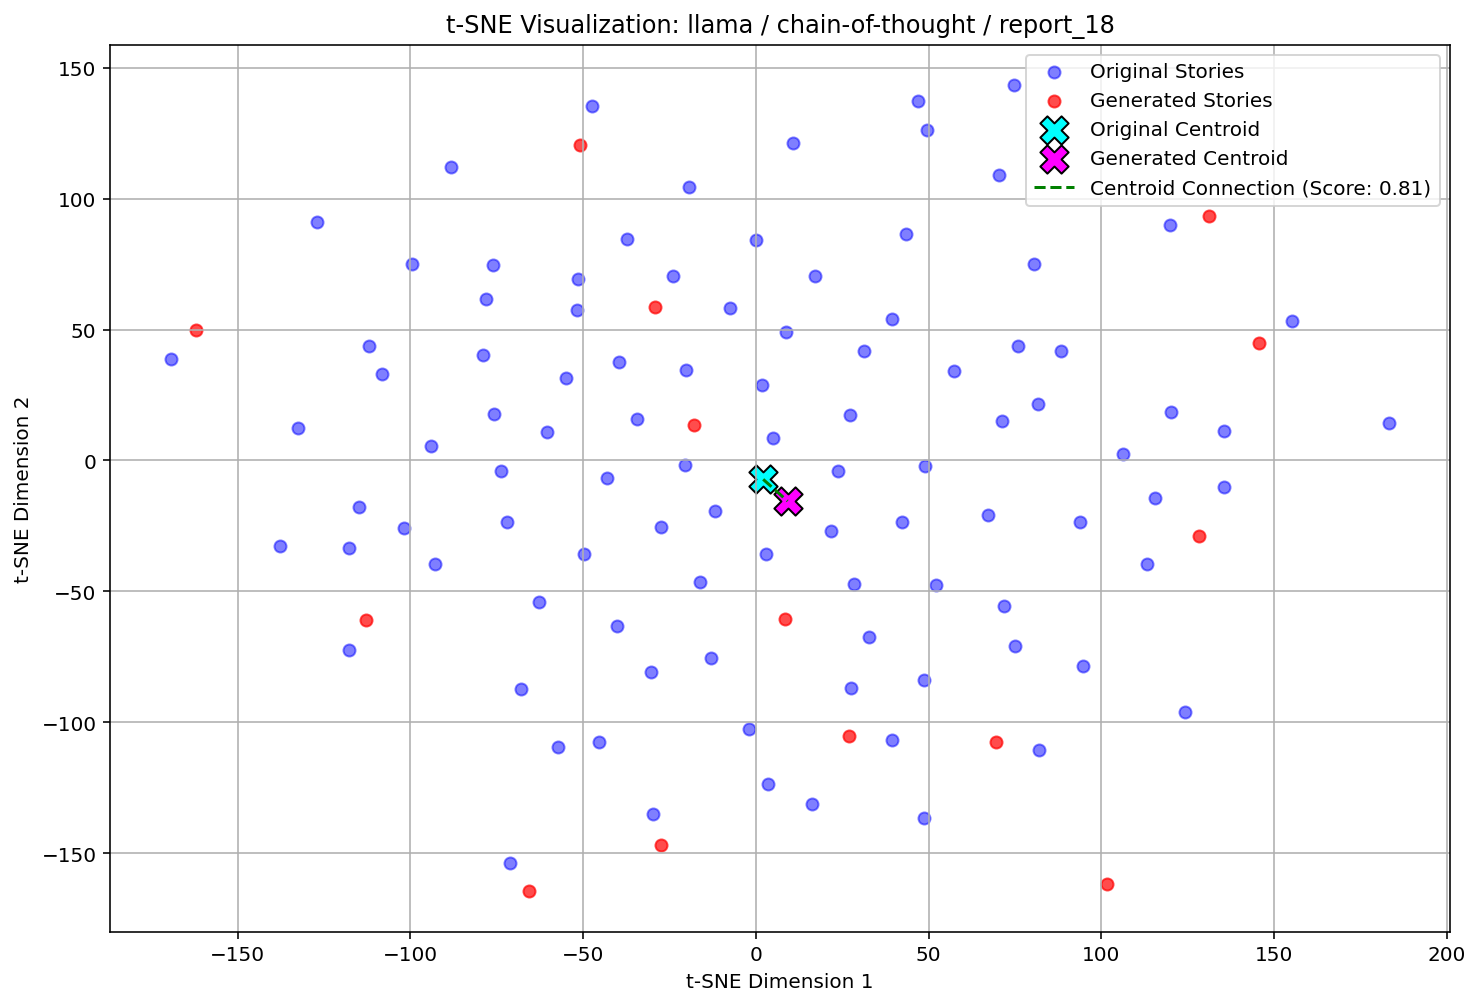 t-SNE Visualization: llama / chain-of-thought / report_18
Original Stories
Generated Stories
Original Centroid
Generated Centroid
Centroid Connection (Score: 0.81)
150
100
50
0
−50
−100
−150
t-SNE Dimension 2
−150
−100
−50
0
50
100
150
200
t-SNE Dimension 1